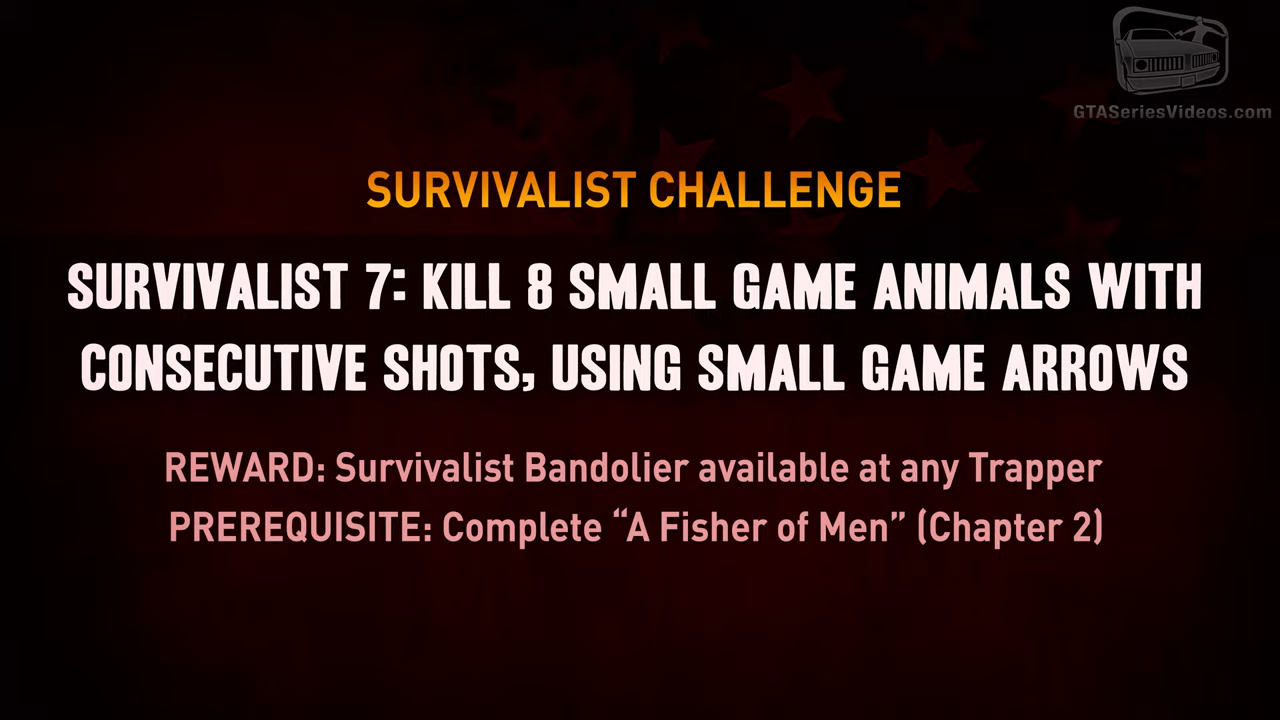 GTASeriesVideos.com
SURVIVALIST CHALLENGE
SURVIVALIST 7: KILL 8 SMALL GAME ANIMALS WITH
CONSECUTIVE SHOTS, USING SMALL GAME ARROWS
REWARD: Survivalist Bandolier available at any Trapper
PREREQUISITE: Complete “A Fisher of Men” (Chapter 2)